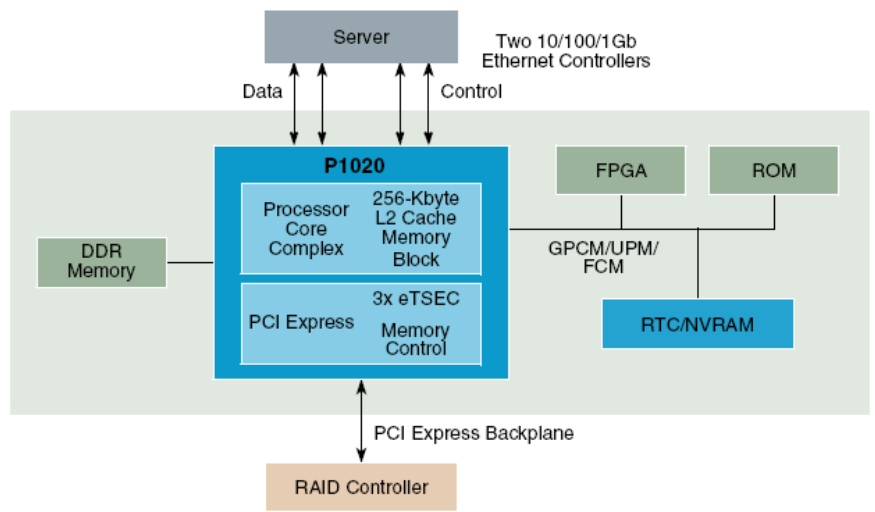 Server
Two 10/100/1Gb
Ethernet Controllers
Data
Control
P1020
Processor
Core
Complex
256-Kbyte
L2 Cache
Memory
Block
PCI Express
3x eTSEC
Memory
Control
DDR
Memory
FPGA
ROM
GPCM/UPM/
FCM
RTC/NVRAM
PCI Express Backplane
RAID Controller